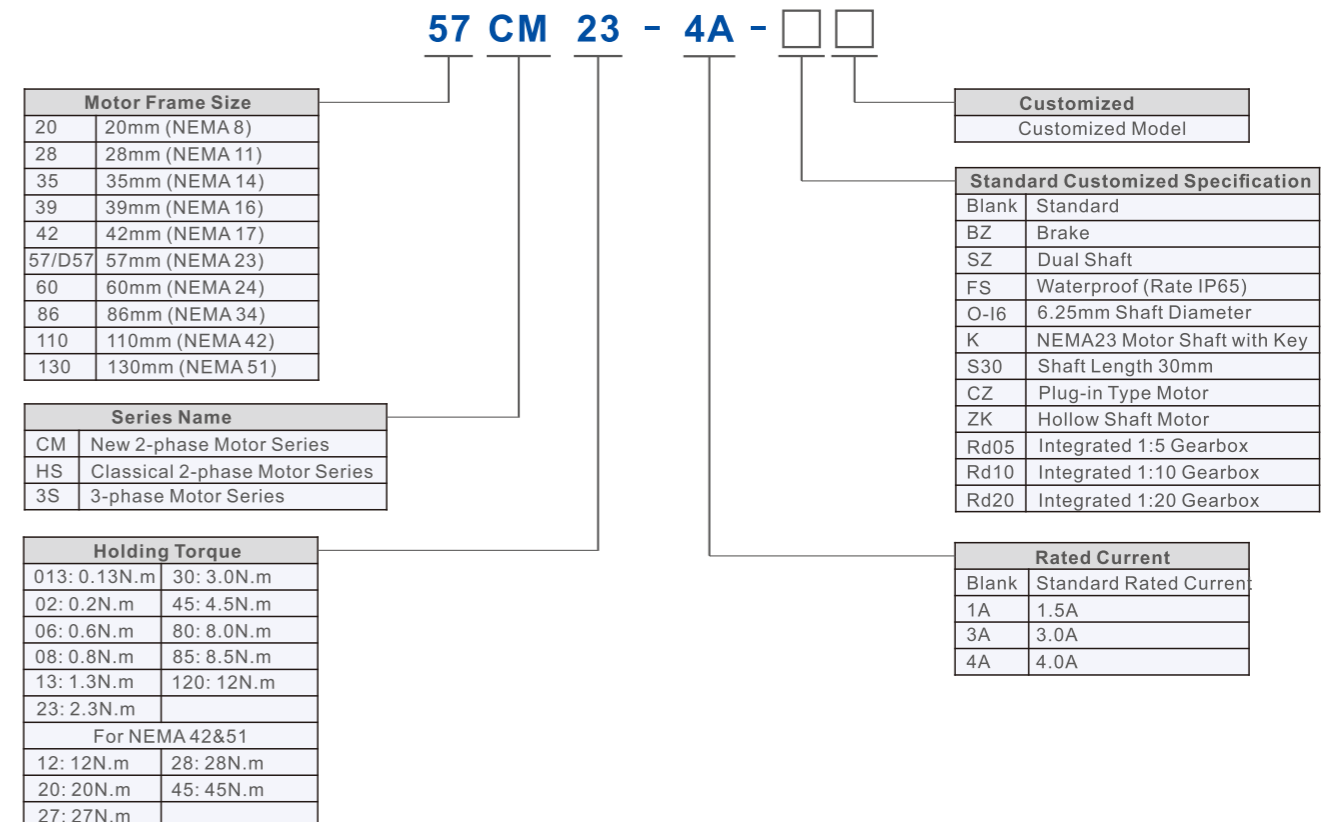 57 CM 23 - 4A - □ □
Motor Frame Size
20 20mm (NEMA 8)
28 28mm (NEMA 11)
35 35mm (NEMA 14)
39 39mm (NEMA 16)
42 42mm (NEMA 17)
57/D57 57mm (NEMA 23)
60 60mm (NEMA 24)
86 86mm (NEMA 34)
110 110mm (NEMA 42)
130 130mm (NEMA 51)
Series Name
CM New 2-phase Motor Series
HS Classical 2-phase Motor Series
3S 3-phase Motor Series
Holding Torque
013: 0.13N.m 30: 3.0N.m
02: 0.2N.m 45: 4.5N.m
06: 0.6N.m 80: 8.0N.m
08: 0.8N.m 85: 8.5N.m
13: 1.3N.m 120: 12N.m
23: 2.3N.m
For NEMA 42&51
12: 12N.m 28: 28N.m
20: 20N.m 45: 45N.m
27: 27N.m
Customized
Customized Model
Standard Customized Specification
Blank Standard
BZ Brake
SZ Dual Shaft
FS Waterproof (Rate IP65)
O-I6 6.25mm Shaft Diameter
K NEMA23 Motor Shaft with Key
S30 Shaft Length 30mm
CZ Plug-in Type Motor
ZK Hollow Shaft Motor
Rd05 Integrated 1:5 Gearbox
Rd10 Integrated 1:10 Gearbox
Rd20 Integrated 1:20 Gearbox
Rated Current
Blank Standard Rated Current
1A 1.5A
3A 3.0A
4A 4.0A